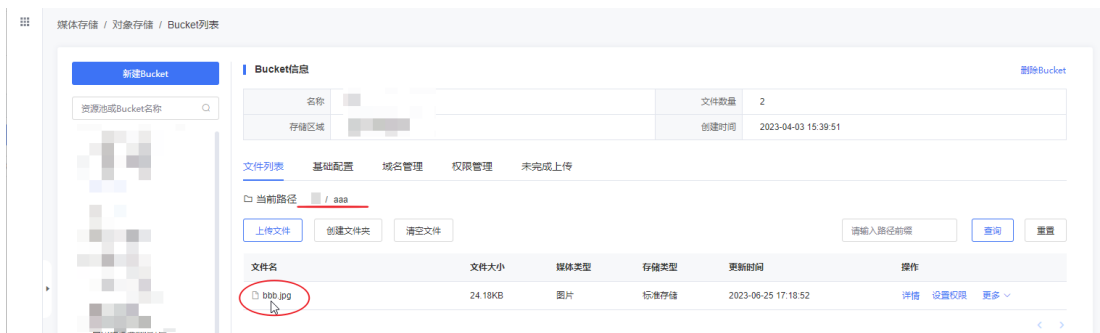 媒体存储 / 对象存储 / Bucket列表
新建Bucket
资源池或Bucket名称
Bucket信息
删除Bucket
名称
文件数量 2
存储区域
创建时间 2023-04-03 15:39:51
文件列表 基础配置 域名管理 权限管理 未完成上传
当前路径 / aaa
上传文件 创建文件夹 清空文件 请输入路径前缀 查询 重置
文件名 文件大小 媒体类型 存储类型 更新时间 操作
bbb.jpg 24.18KB 图片 标准存储 2023-06-25 17:18:52 详情 设置权限 更多